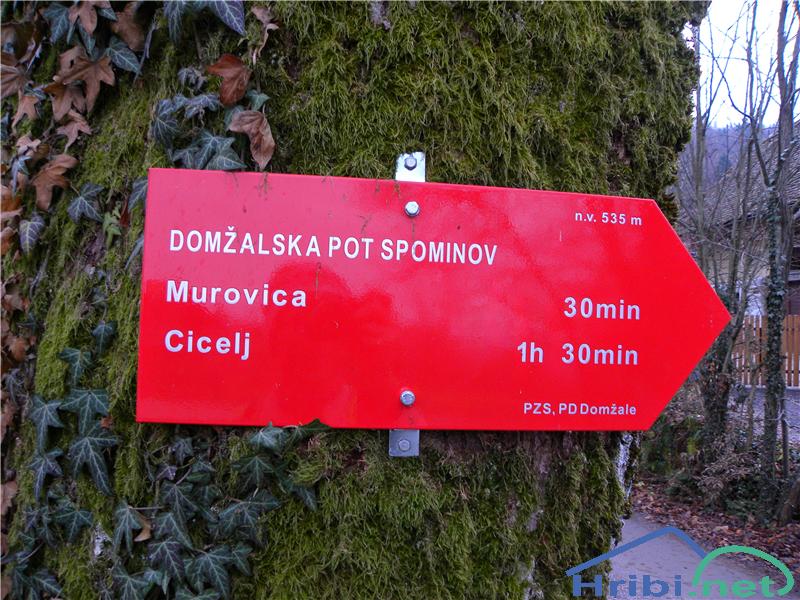 n.v. 535 m
DOMŽALSKA POT SPOMINOV
Murovica 30min
Cicelj 1h 30min
PZS, PD Domžale
Hribi.net